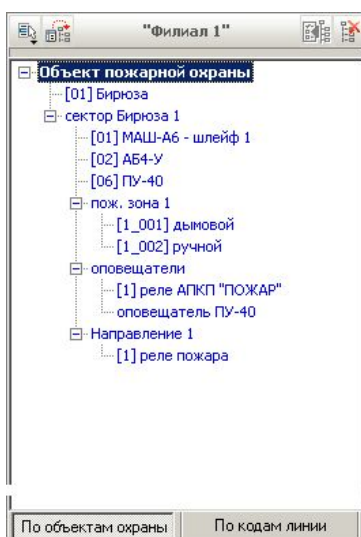 "Филиал 1"
Объект пожарной охраны
[01] Бирюза
сектор Бирюза 1
[01] МАШ-А6 - шлейф 1
[02] АБ4-У
[06] ПУ-40
пож. зона 1
[1_001] дымовой
[1_002] ручной
оповещатели
[1] реле АПКП "ПОЖАР"
оповещатель ПУ-40
Направление 1
[1] реле пожара
По объектам охраны По кодам линии